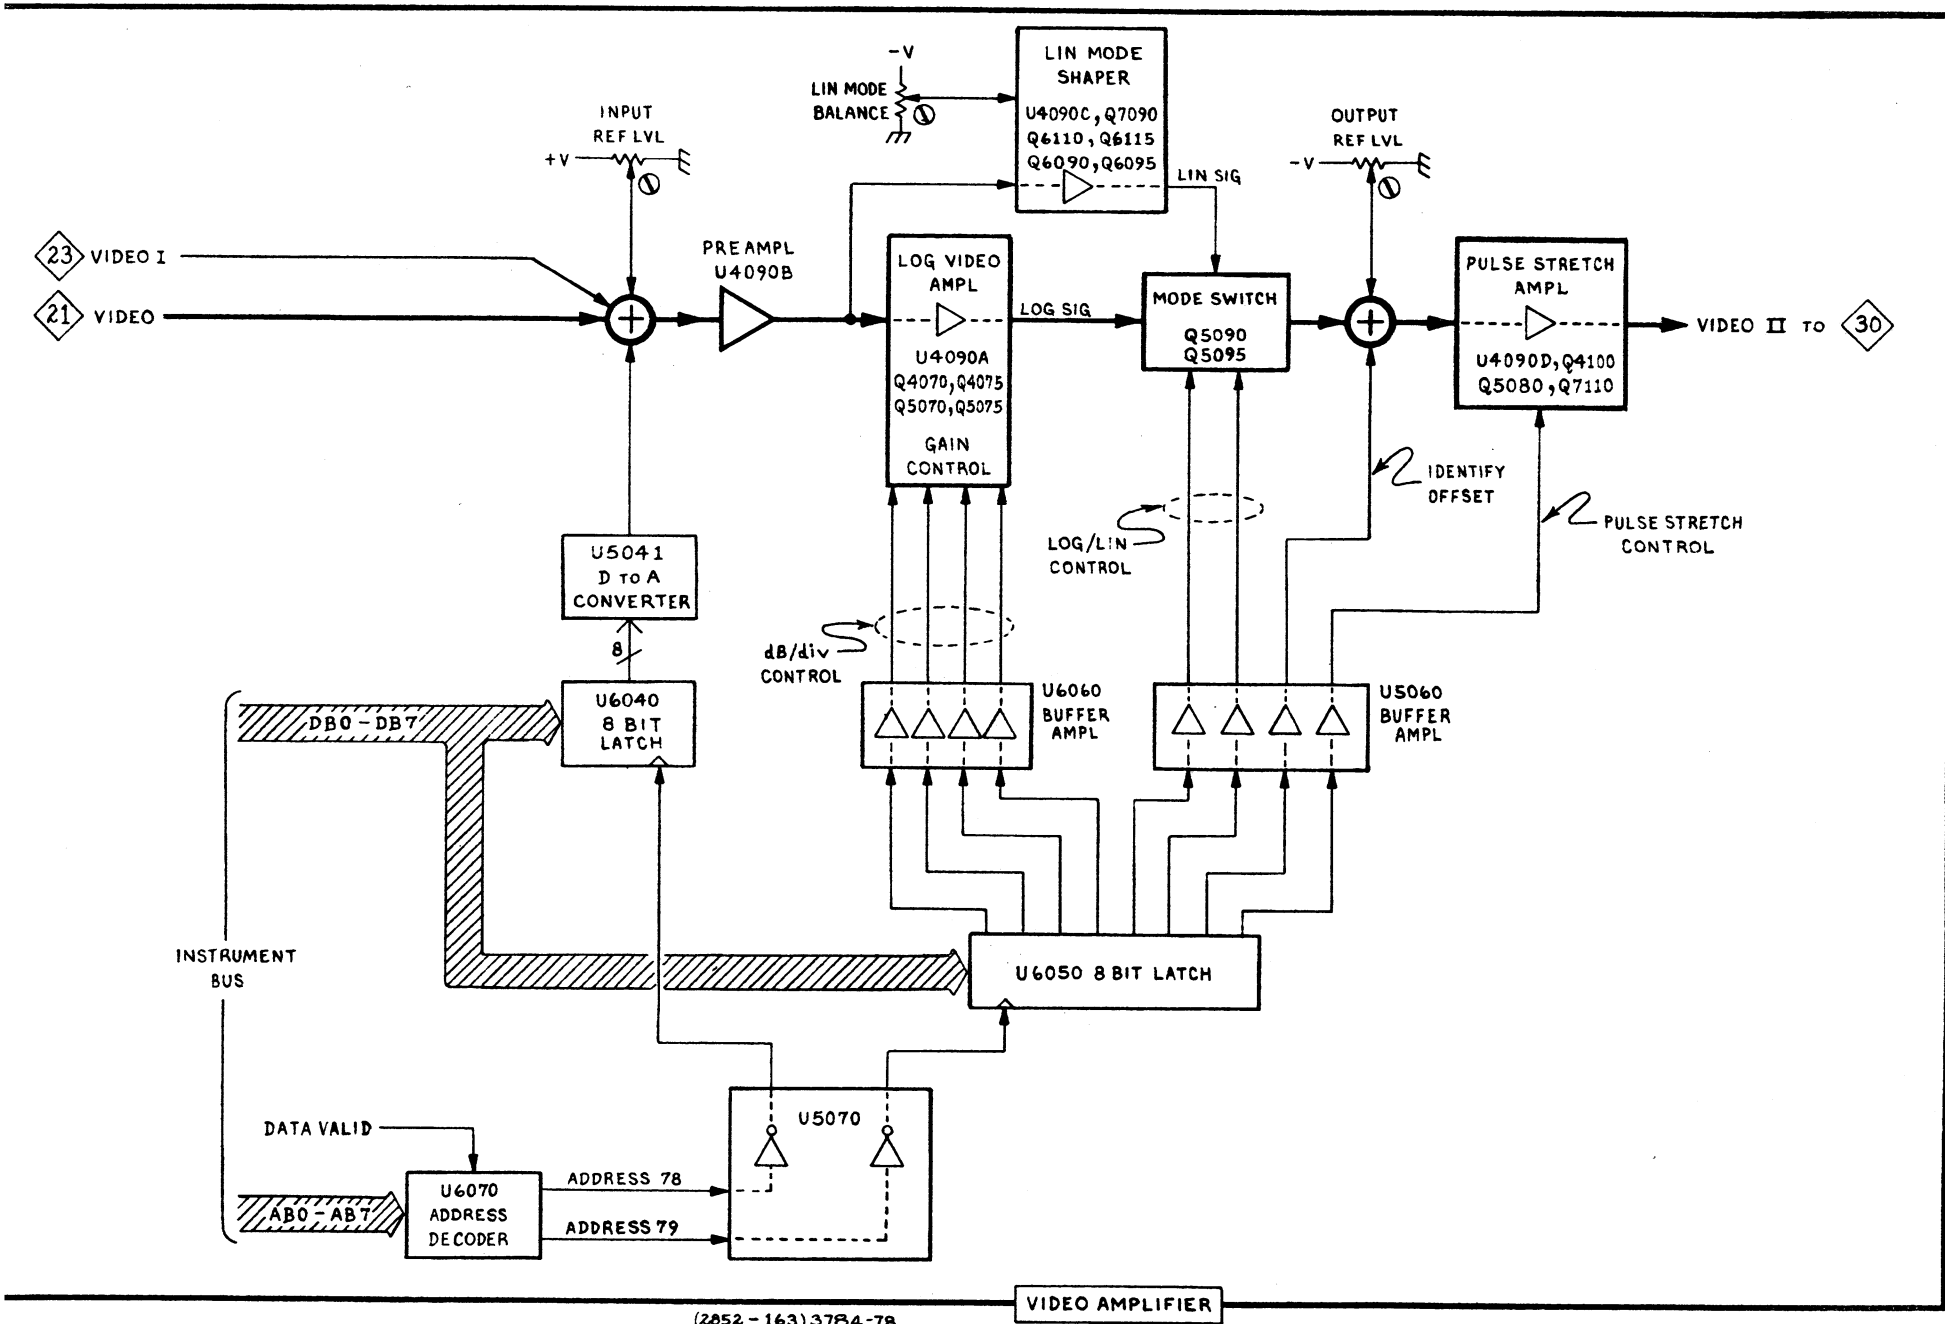 -V
LIN MODE
BALANCE
LIN MODE
SHAPER
U4090C, Q7090
Q6110, Q6115
Q6090, Q6095
INPUT
REF LVL
+V
OUTPUT
REF LVL
-V
LIN SIG
23 VIDEO I
21 VIDEO
+
PREAMPL
U4090B
LOG VIDEO
AMPL
U4090A
Q4070, Q4075
Q5070, Q5075
GAIN
CONTROL
LOG SIG
MODE SWITCH
Q5090
Q5095
+
PULSE STRETCH
AMPL
U4090D, Q4100
Q5080, Q7110
VIDEO II TO 30
IDENTIFY
OFFSET
PULSE STRETCH
CONTROL
LOG/LIN
CONTROL
U5041
D TO A
CONVERTER
8
dB/div
CONTROL
U6040
8 BIT
LATCH
DB0 - DB7
U6060
BUFFER
AMPL
U5060
BUFFER
AMPL
INSTRUMENT
BUS
U6050 8 BIT LATCH
U5070
DATA VALID
U6070
ADDRESS
DECODER
AB0 - AB7
ADDRESS 78
ADDRESS 79
VIDEO AMPLIFIER
(2852-163) 3784-78